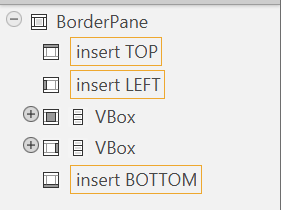 BorderPane
insert TOP
insert LEFT
VBox
VBox
insert BOTTOM